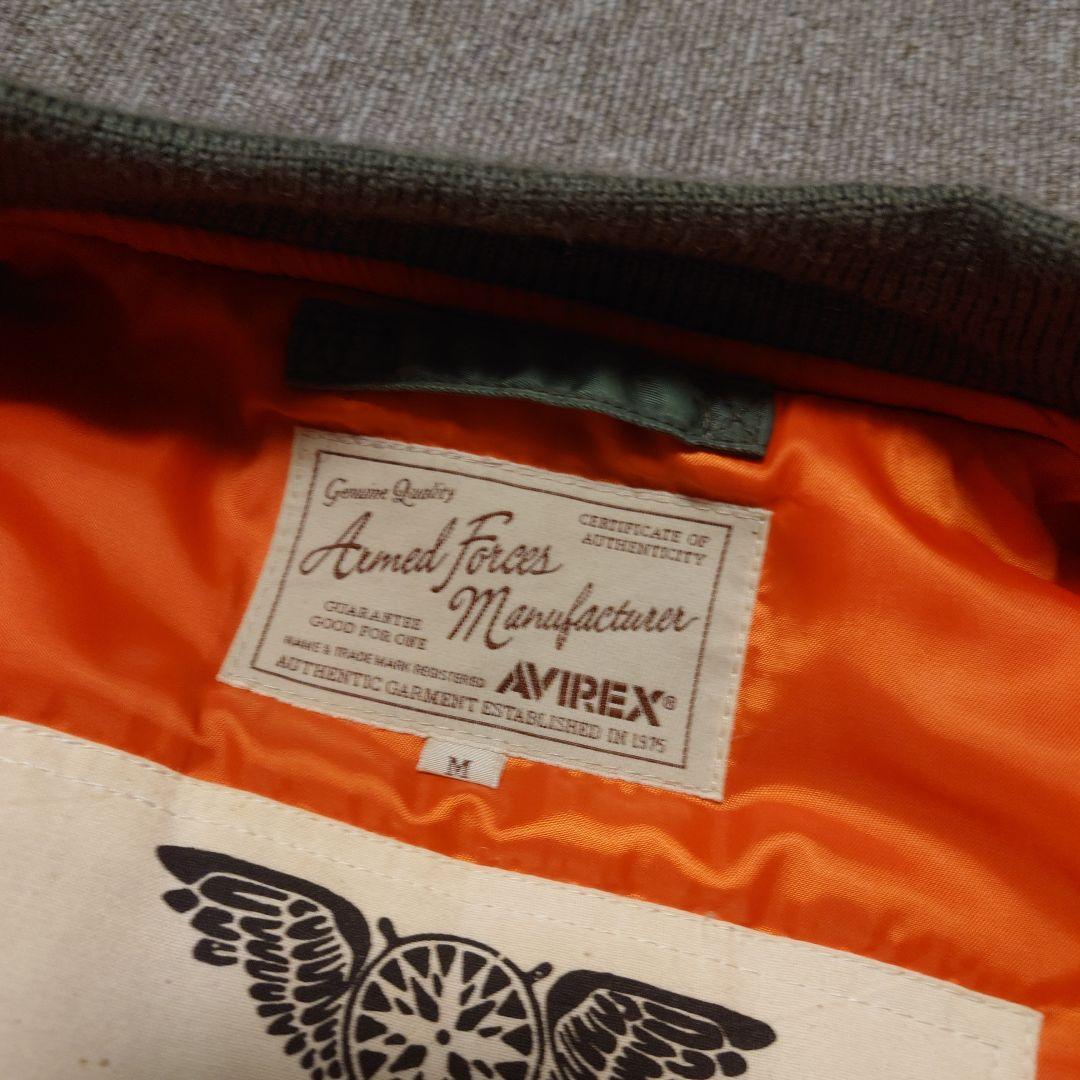 Genuine Quality
CERTIFICATE OF
AUTHENTICITY
Armed Forces
Manufacturer
GUARANTEE
GOOD FOR ONE
NAME & TRADE MARK REGISTERED
AVIREX®
AUTHENTIC GARMENT ESTABLISHED IN 1975
M